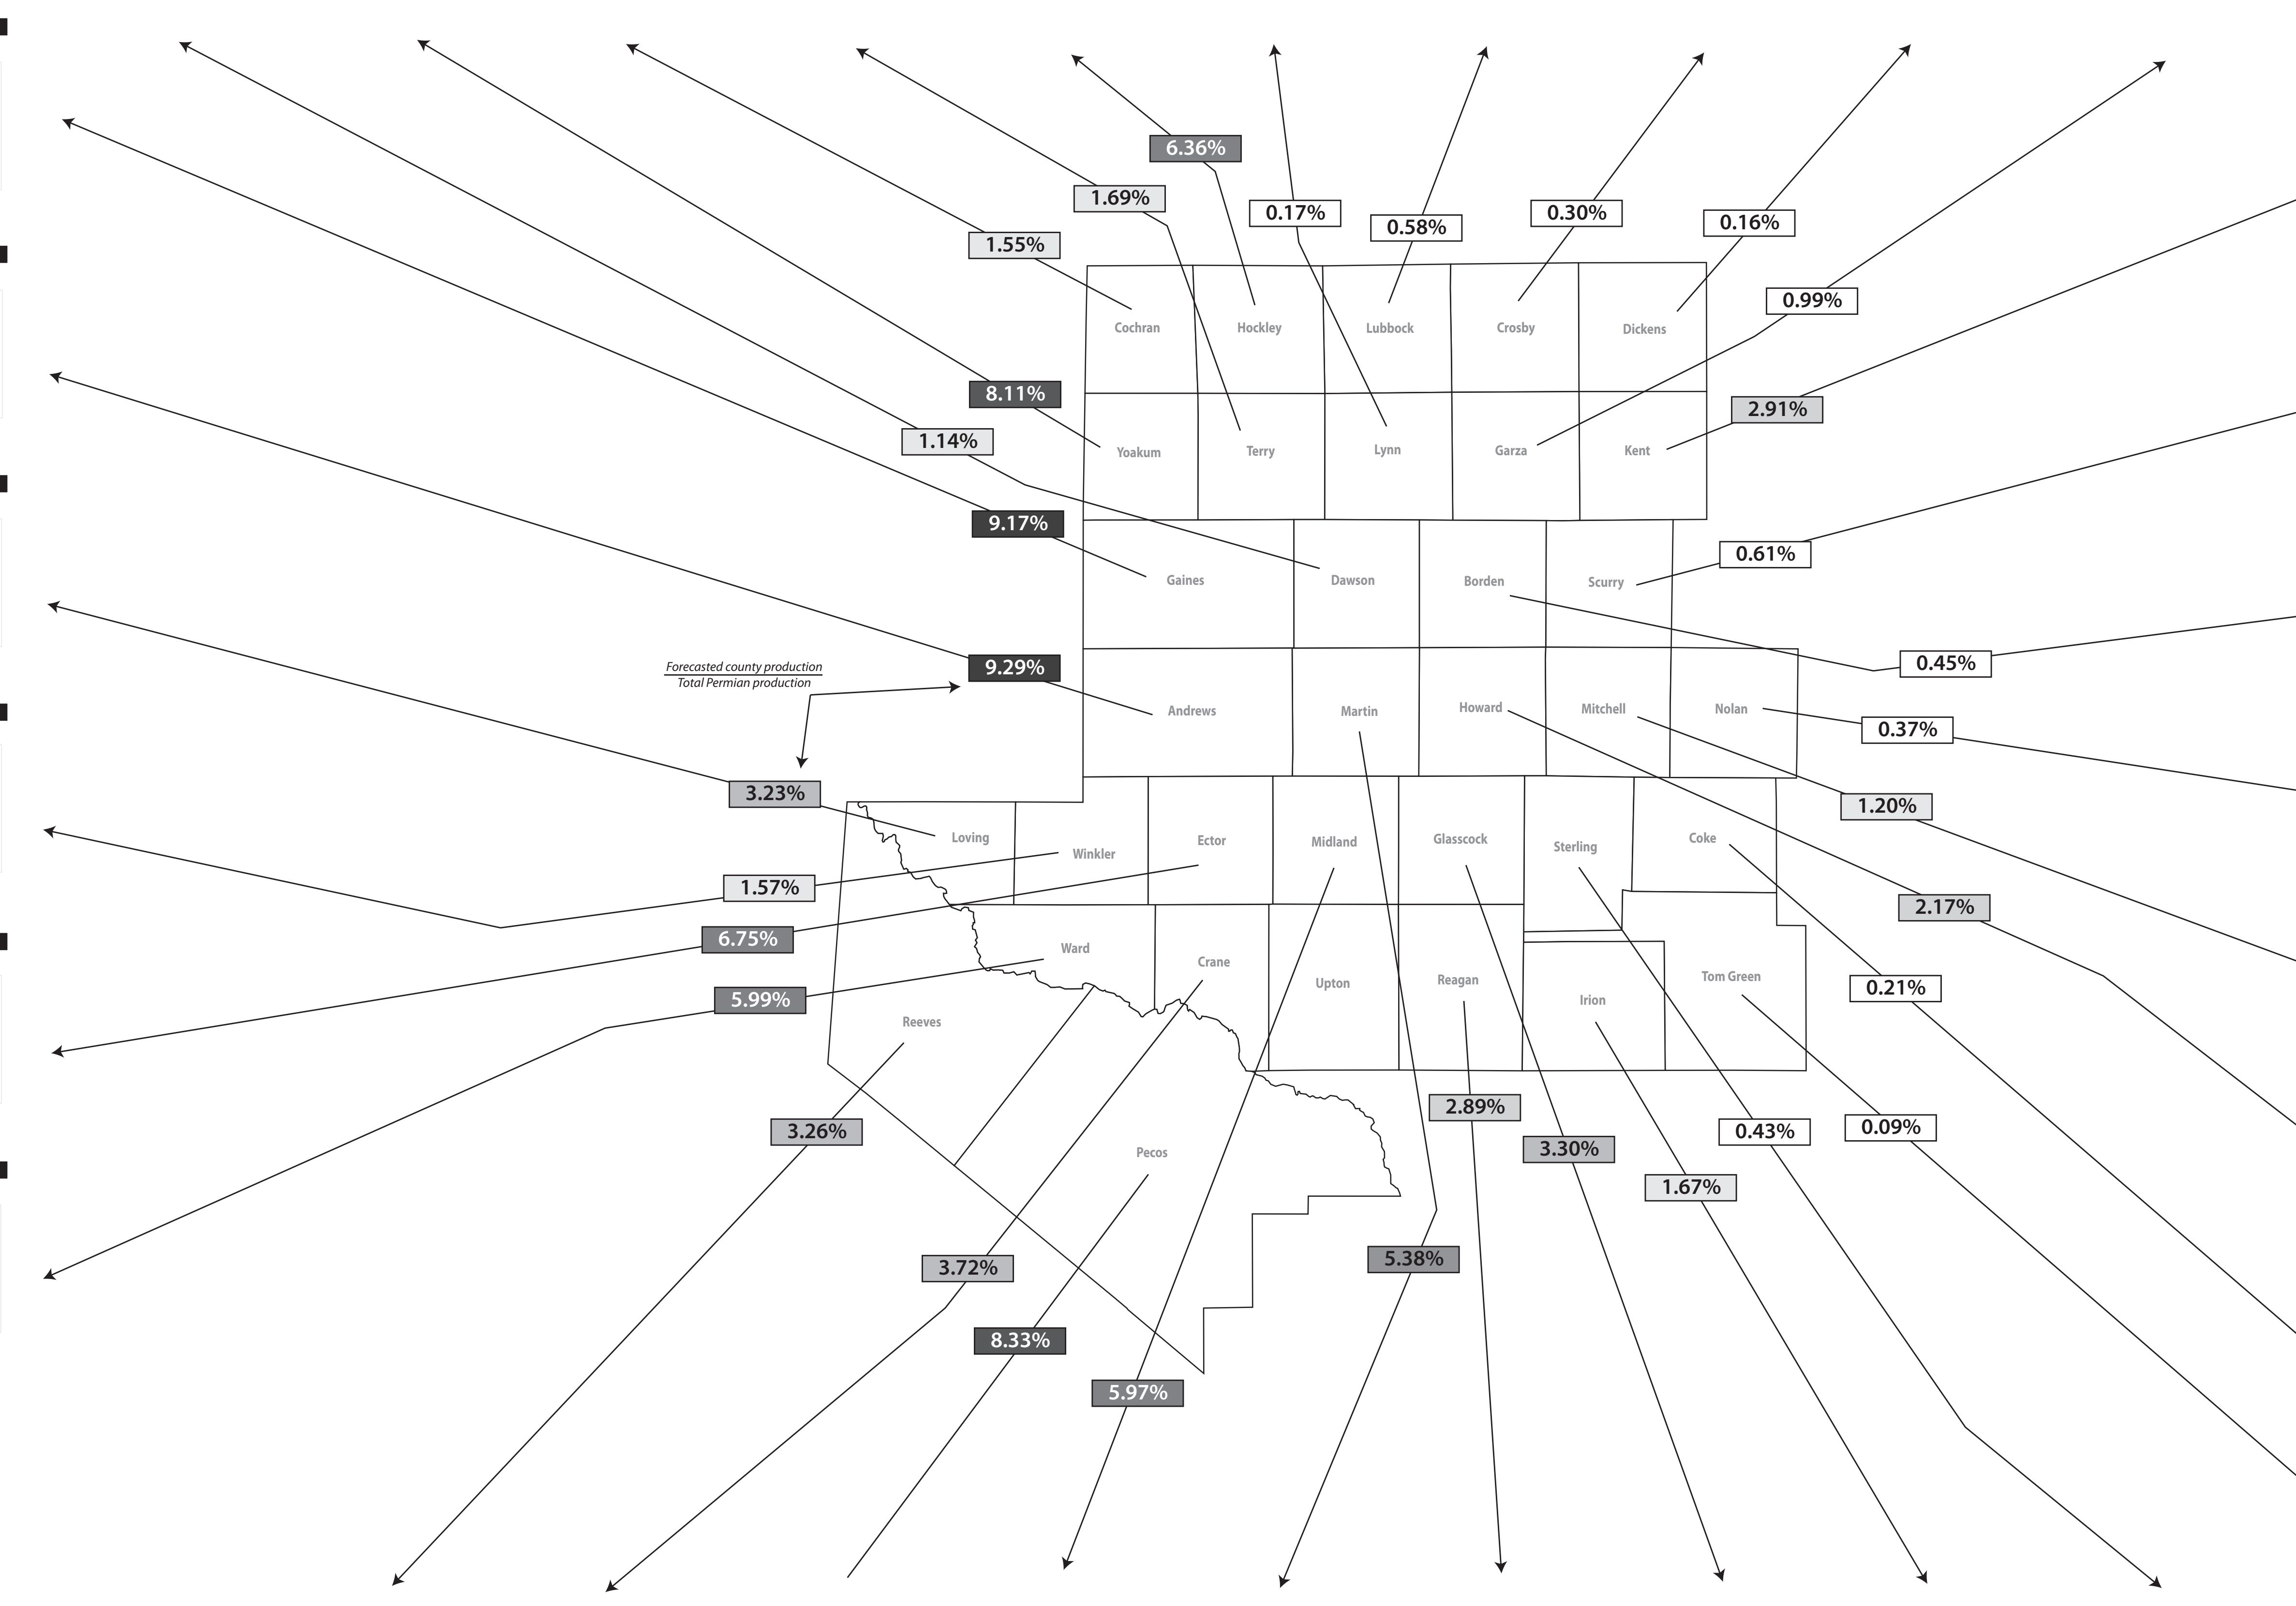 6.36%
1.69%
0.17%
0.58%
0.30%
0.16%
1.55%
0.99%
Cochran
Hockley
Lubbock
Crosby
Dickens
8.11%
2.91%
1.14%
Yoakum
Terry
Lynn
Garza
Kent
9.17%
0.61%
Gaines
Dawson
Borden
Scurry
Forecasted county production
Total Permian production
9.29%
0.45%
Andrews
Martin
Howard
Mitchell
Nolan
0.37%
3.23%
1.20%
Loving
Winkler
Ector
Midland
Glasscock
Sterling
Coke
1.57%
2.17%
6.75%
Ward
Crane
Upton
Reagan
Irion
Tom Green
5.99%
0.21%
Reeves
3.26%
2.89%
3.30%
0.43%
0.09%
Pecos
1.67%
3.72%
5.38%
8.33%
5.97%